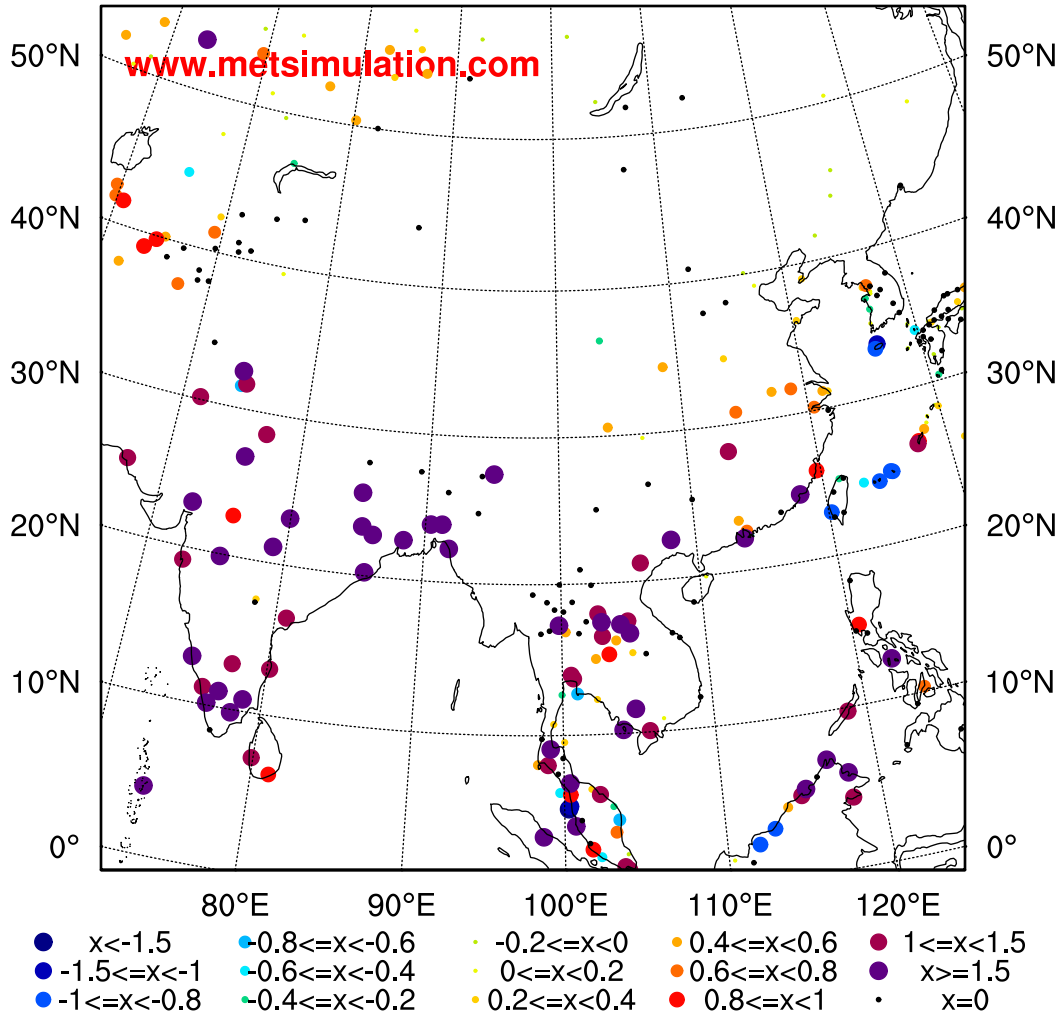 50°N 50°N
www.metsimulation.com
40°N 40°N
30°N 30°N
20°N 20°N
10°N 10°N
0° 0°
80°E 90°E 100°E 110°E 120°E
x<-1.5 -0.8<=x<-0.6 -0.2<=x<0 0.4<=x<0.6 1<=x<1.5
-1.5<=x<-1 -0.6<=x<-0.4 0<=x<0.2 0.6<=x<0.8 x>=1.5
-1<=x<-0.8 -0.4<=x<-0.2 0.2<=x<0.4 0.8<=x<1 x=0